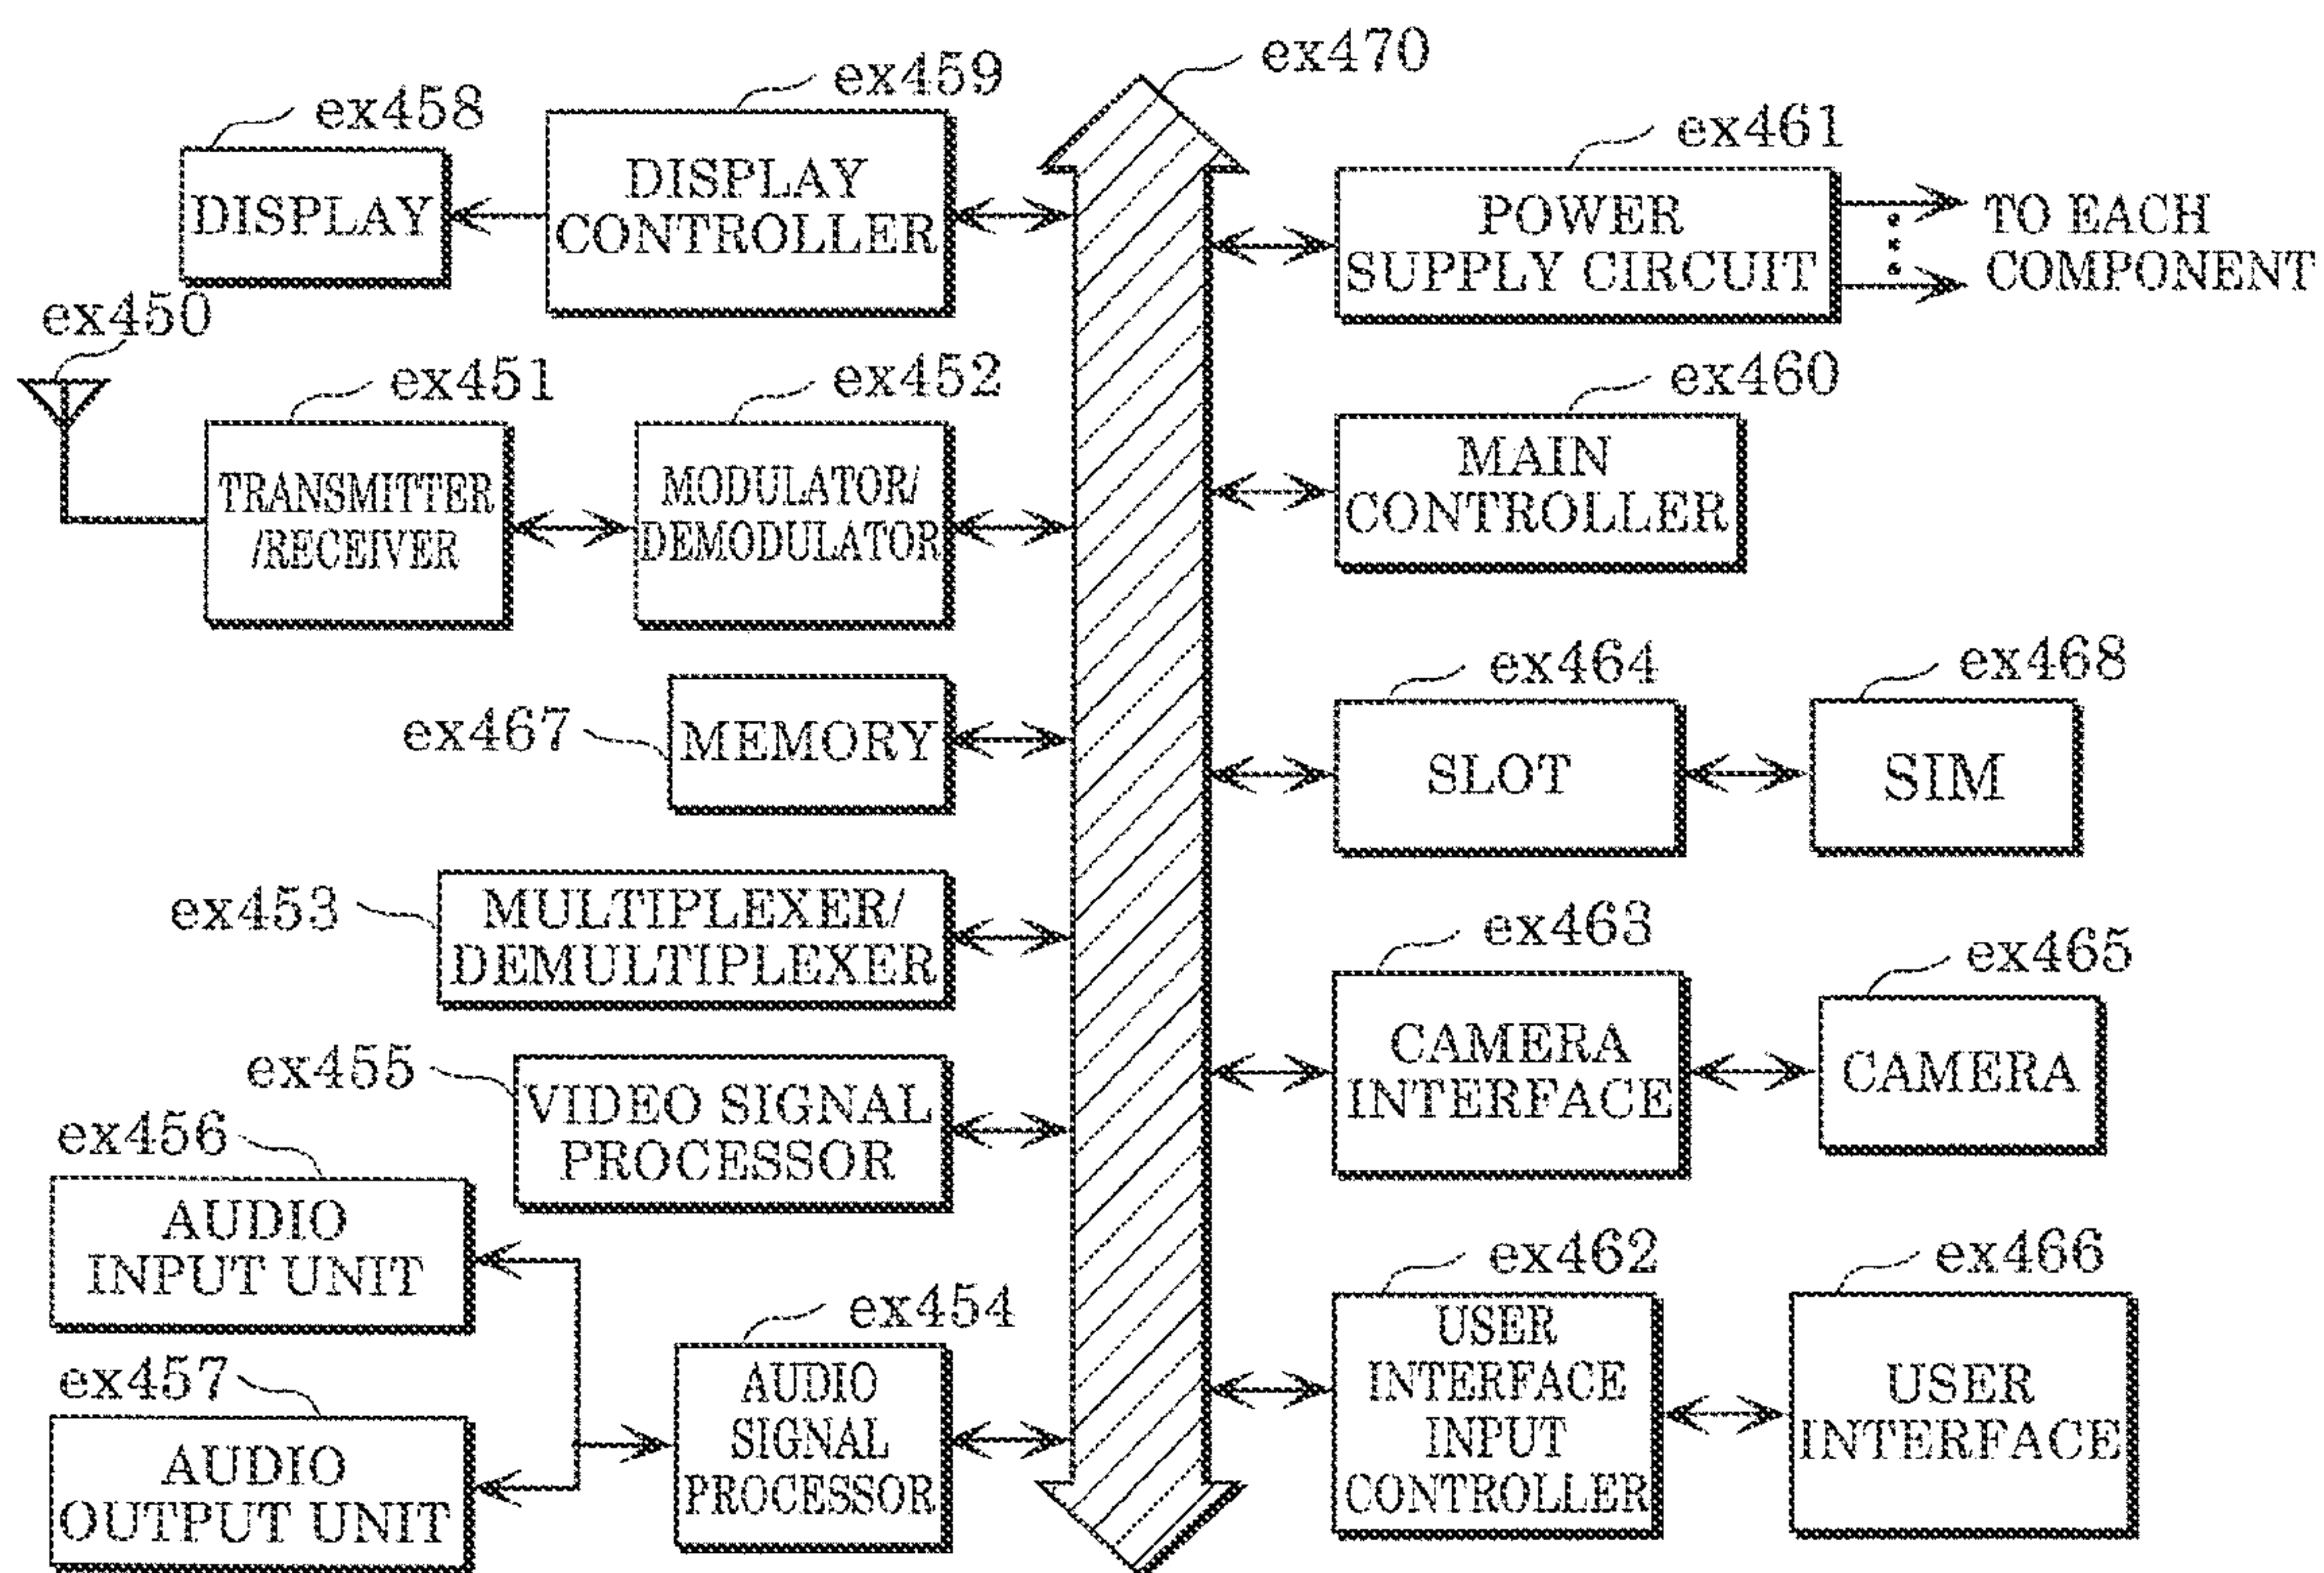 ex470
ex459
ex458
DISPLAY
CONTROLLER
DISPLAY
ex461
POWER
SUPPLY CIRCUIT
TO EACH
COMPONENT
ex450
ex451
TRANSMITTER
/RECEIVER
ex452
MODULATOR/
DEMODULATOR
ex460
MAIN
CONTROLLER
ex467
MEMORY
ex464
SLOT
ex468
SIM
ex453
MULTIPLEXER/
DEMULTIPLEXER
ex463
CAMERA
INTERFACE
ex465
CAMERA
ex455
VIDEO SIGNAL
PROCESSOR
ex456
AUDIO
INPUT UNIT
ex457
AUDIO
OUTPUT UNIT
ex454
AUDIO
SIGNAL
PROCESSOR
ex462
USER
INTERFACE
INPUT
CONTROLLER
ex466
USER
INTERFACE